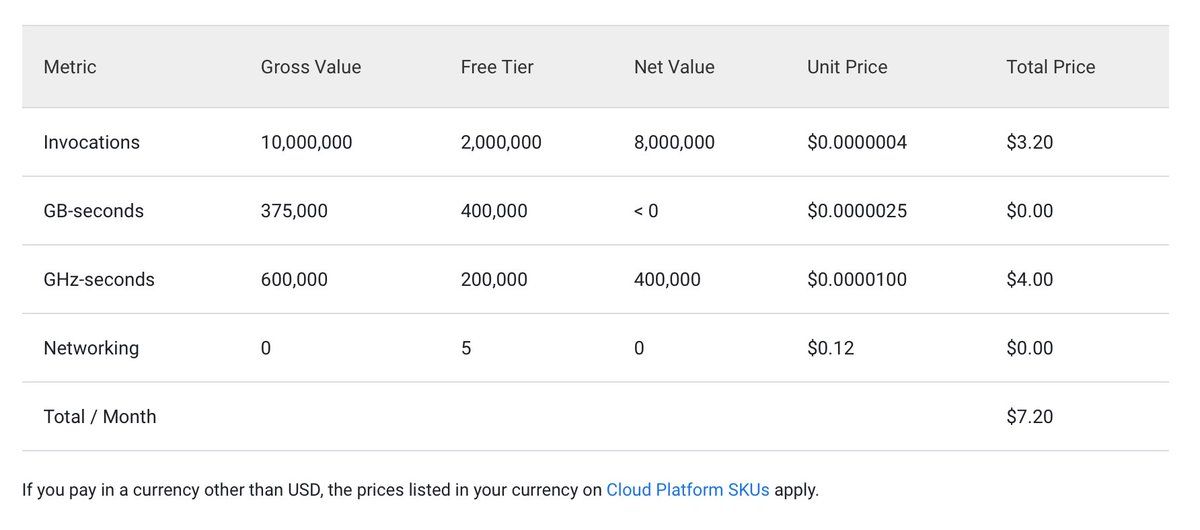 Metric Gross Value Free Tier Net Value Unit Price Total Price
Invocations 10,000,000 2,000,000 8,000,000 $0.0000004 $3.20
GB-seconds 375,000 400,000 < 0 $0.0000025 $0.00
GHz-seconds 600,000 200,000 400,000 $0.0000100 $4.00
Networking 0 5 0 $0.12 $0.00
Total / Month $7.20
If you pay in a currency other than USD, the prices listed in your currency on Cloud Platform SKUs apply.